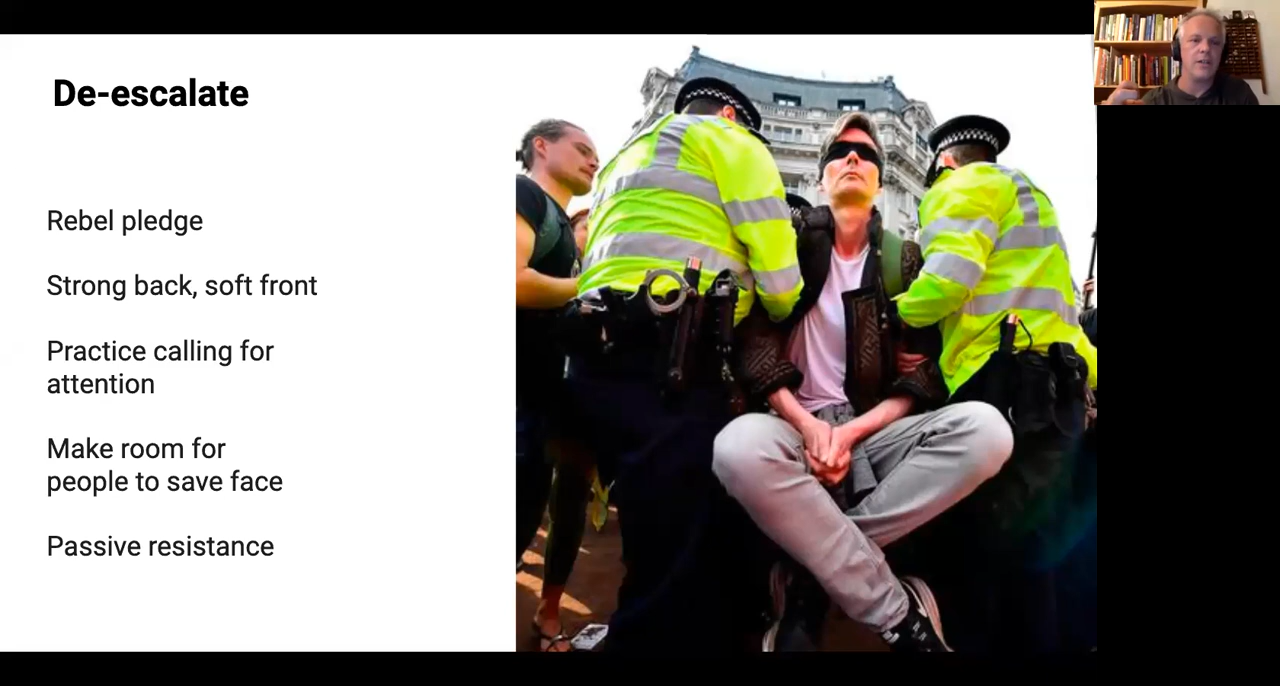 De-escalate
Rebel pledge
Strong back, soft front
Practice calling for
attention
Make room for
people to save face
Passive resistance